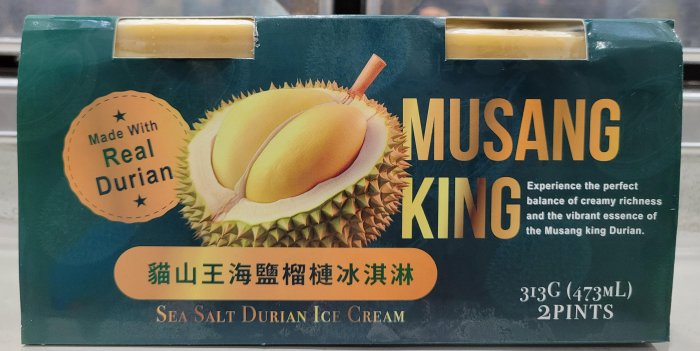 Made With
Real
Durian
MUSANG
KING
Experience the perfect
balance of creamy richness
and the vibrant essence of
the Musang king Durian.
貓山王海鹽榴槤冰淇淋
SEA SALT DURIAN ICE CREAM
313G (473ML)
2PINTS